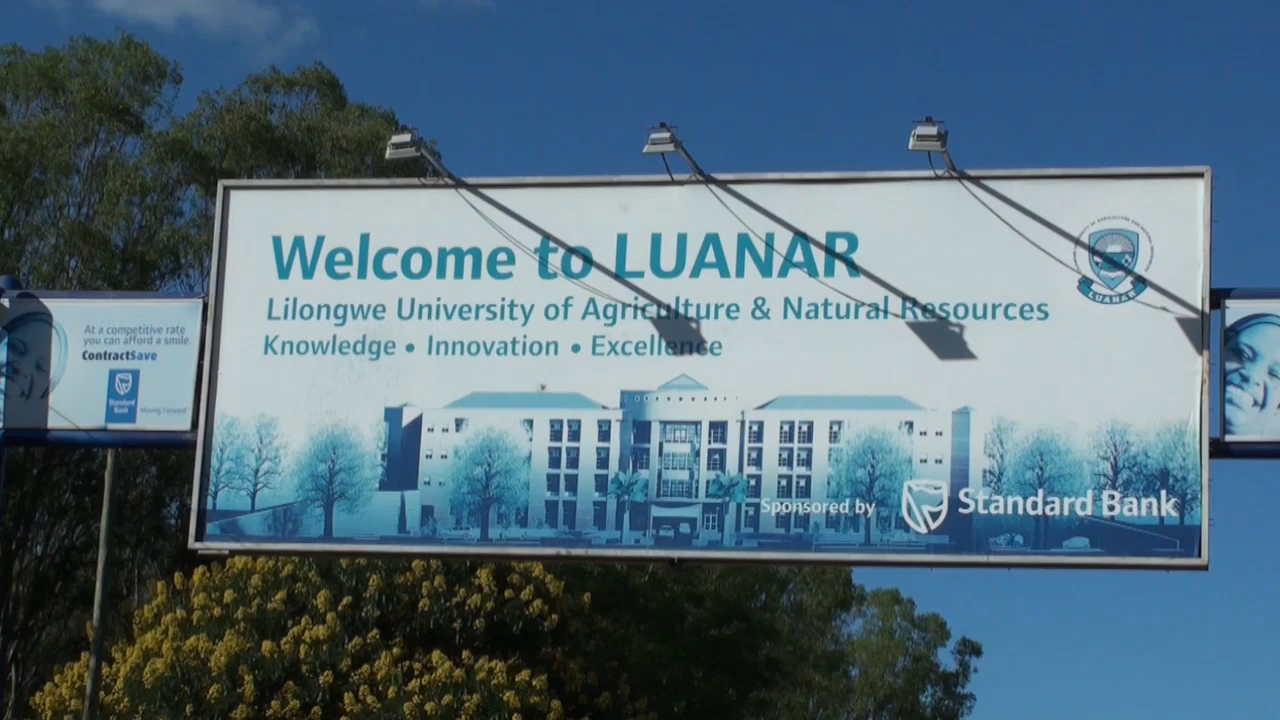 Welcome to LUANAR
Lilongwe University of Agriculture & Natural Resources
Knowledge • Innovation • Excellence
LUANAR
Sponsored by Standard Bank
At a competitive rate
you can afford a smile.
ContractSave
Standard
Bank
Moving Forward